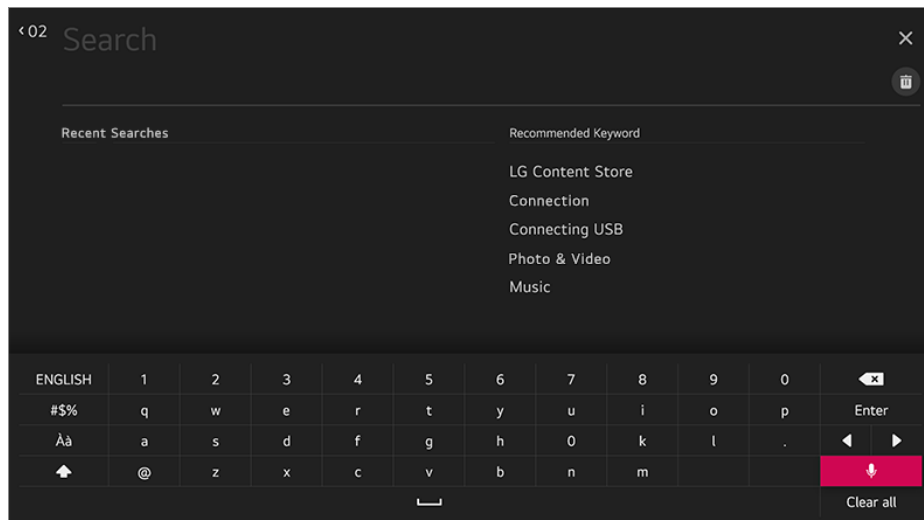 02 Search
Recent Searches
Recommended Keyword
LG Content Store
Connection
Connecting USB
Photo & Video
Music
ENGLISH 1 2 3 4 5 6 7 8 9 0
#$% q w e r t y u i o p Enter
Àà a s d f g h 0 k l .
@ z x c v b n m
Clear all